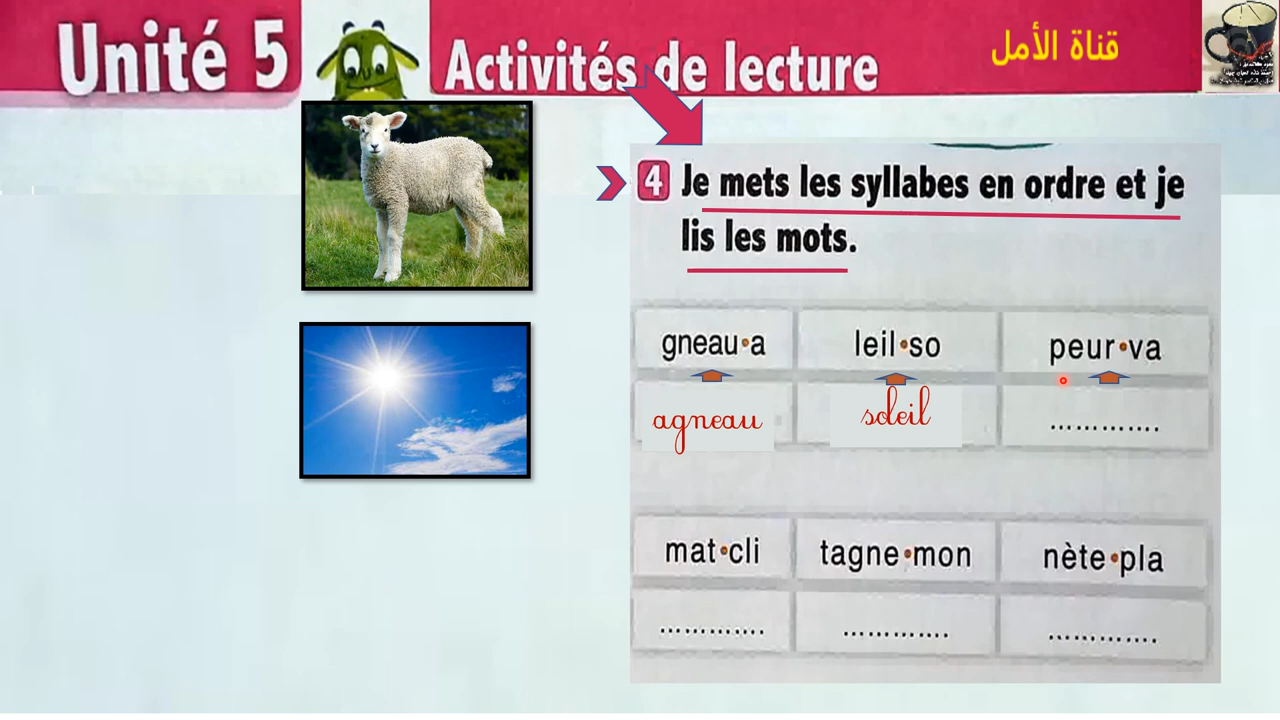 Unité 5
Activités de lecture
قناة الأمل
4 Je mets les syllabes en ordre et je
lis les mots.
gneau•a leil•so peur•va
agneau soleil ………….
mat•cli tagne•mon nète•pla
…………. …………. ………….